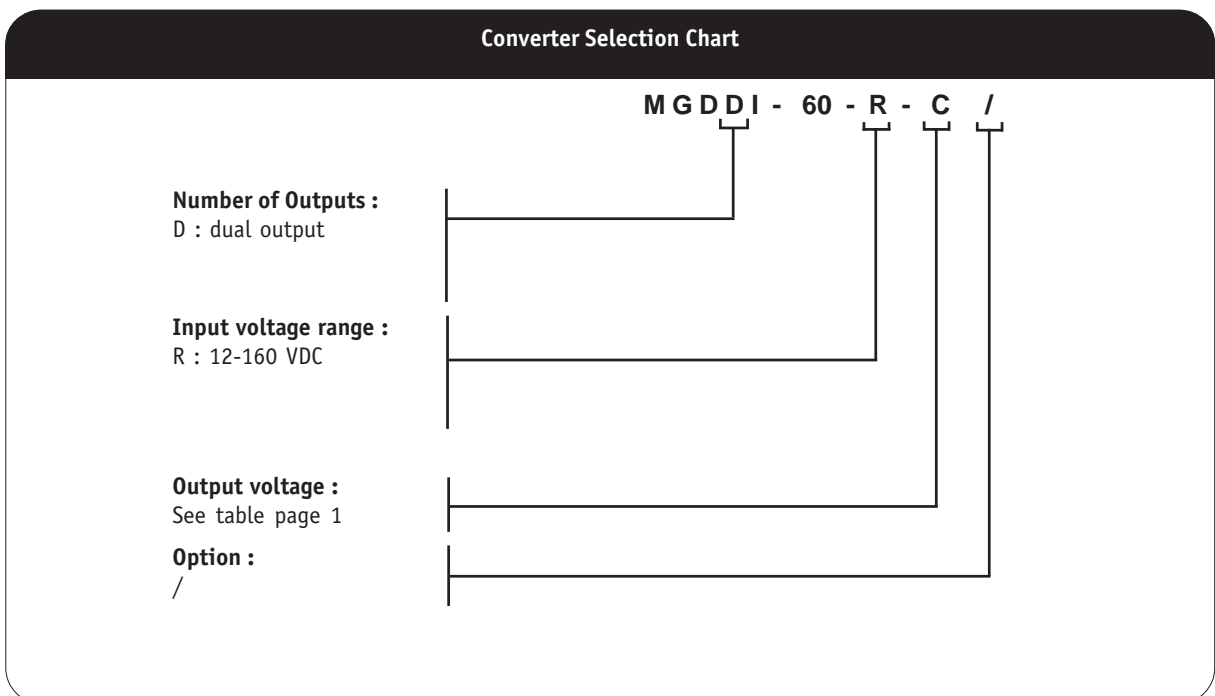 Converter Selection Chart
M G D D I - 60 - R - C /
Number of Outputs :
D : dual output
Input voltage range :
R : 12-160 VDC
Output voltage :
See table page 1
Option :
/